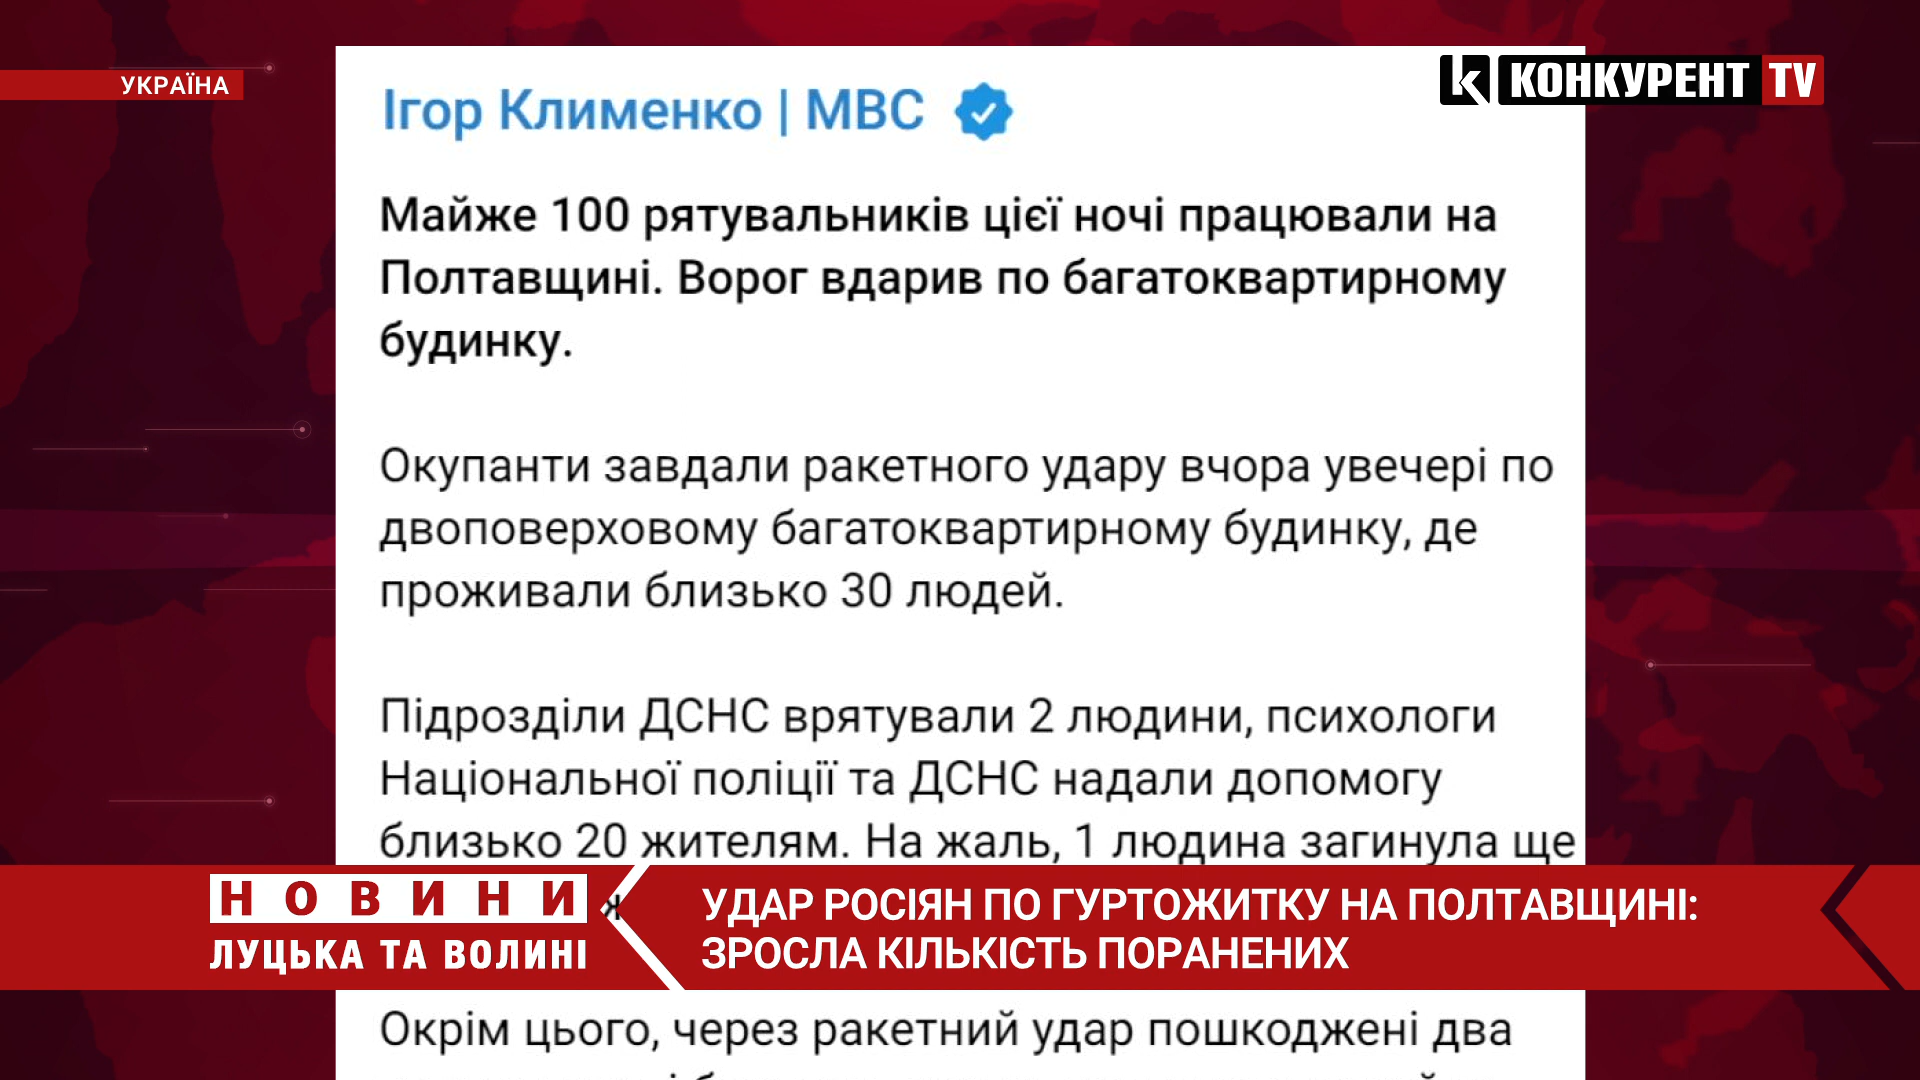 УКРАЇНА
КОНКУРЕНТ TV
Ігор Клименко | МВС
Майже 100 рятувальників цієї ночі працювали на
Полтавщині. Ворог вдарив по багатоквартирному
будинку.
Окупанти завдали ракетного удару вчора увечері по
двоповерховому багатоквартирному будинку, де
проживали близько 30 людей.
Підрозділи ДСНС врятували 2 людини, психологи
Національної поліції та ДСНС надали допомогу
близько 20 жителям. На жаль, 1 людина загинула ще
НОВИНИ
ЛУЦЬКА ТА ВОЛИНІ
УДАР РОСІЯН ПО ГУРТОЖИТКУ НА ПОЛТАВЩИНІ:
ЗРОСЛА КІЛЬКІСТЬ ПОРАНЕНИХ
Окрім цього, через ракетний удар пошкоджені два